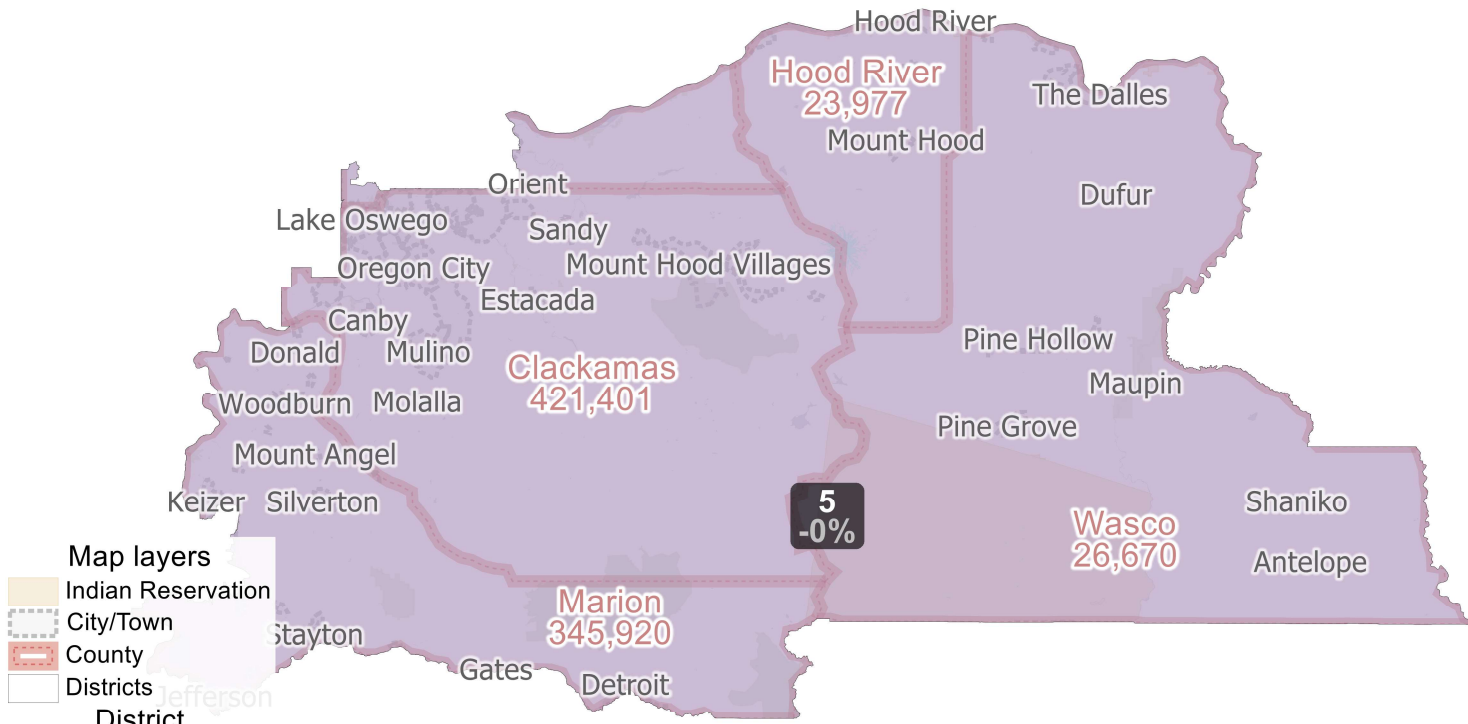 Hood River
Hood River
23,977
The Dalles
Mount Hood
Orient
Dufur
Lake Oswego
Sandy
Oregon City
Mount Hood Villages
Estacada
Canby
Donald
Mulino
Pine Hollow
Clackamas
421,401
Maupin
Woodburn
Molalla
Pine Grove
Mount Angel
Keizer
Silverton
5
-0%
Shaniko
Wasco
26,670
Antelope
Map layers
Indian Reservation
City/Town
County
Districts
District
Marion
345,920
Stayton
Gates
Detroit
Jefferson